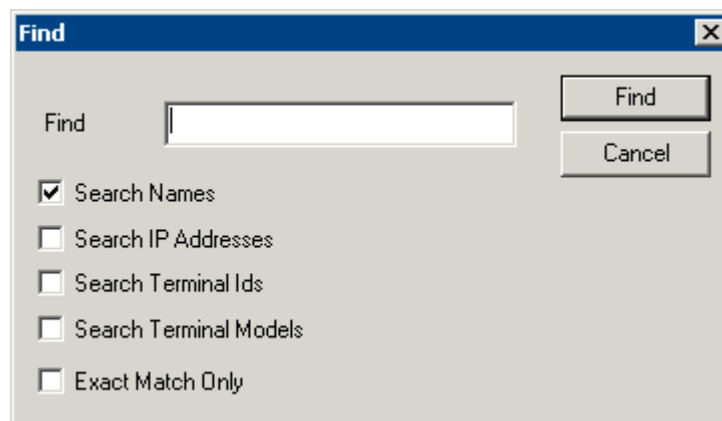 Find
Find
Find
Cancel
Search Names
Search IP Addresses
Search Terminal Ids
Search Terminal Models
Exact Match Only